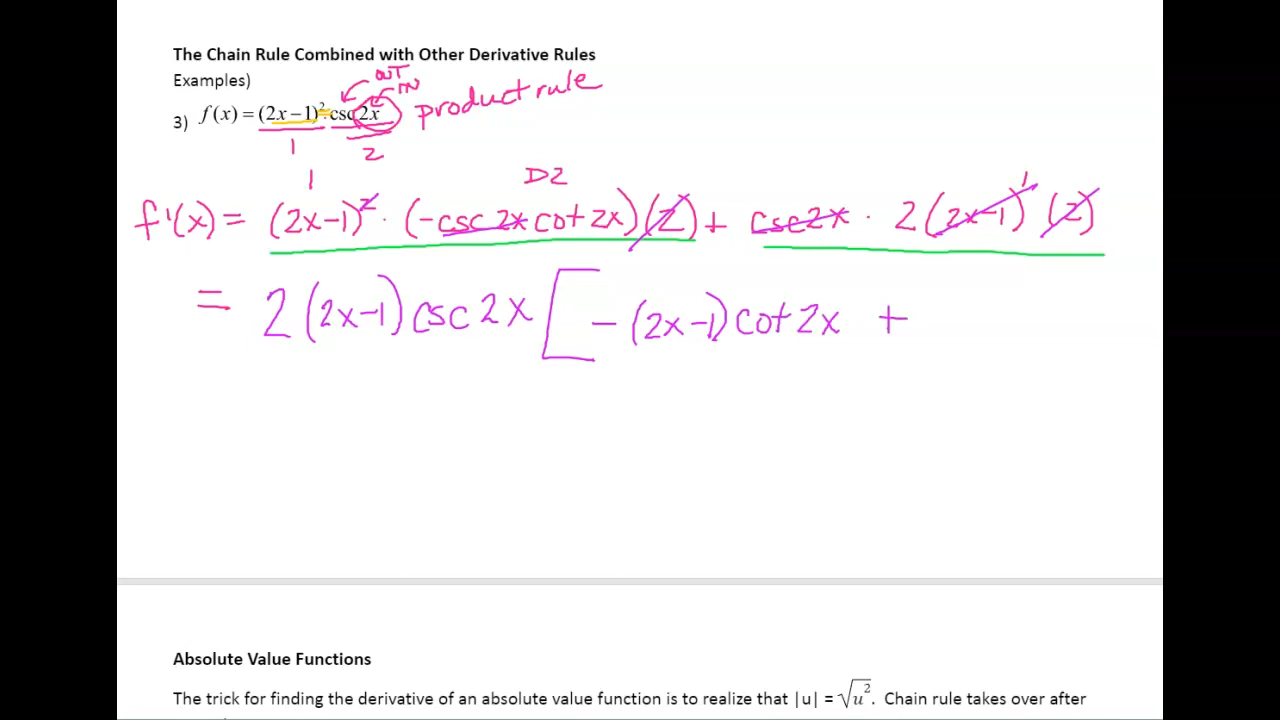 The Chain Rule Combined with Other Derivative Rules
Examples)
OUT
IN
3) f(x) = (2x − 1)² · csc 2x product rule
1 2
1 D2
f'(x) = (2x-1)² · (-csc 2x cot 2x)(2) + csc2x · 2(2x-1)¹ (2)
= 2(2x-1) csc 2x [ -(2x-1) cot 2x +
Absolute Value Functions
The trick for finding the derivative of an absolute value function is to realize that |u| = √u². Chain rule takes over after